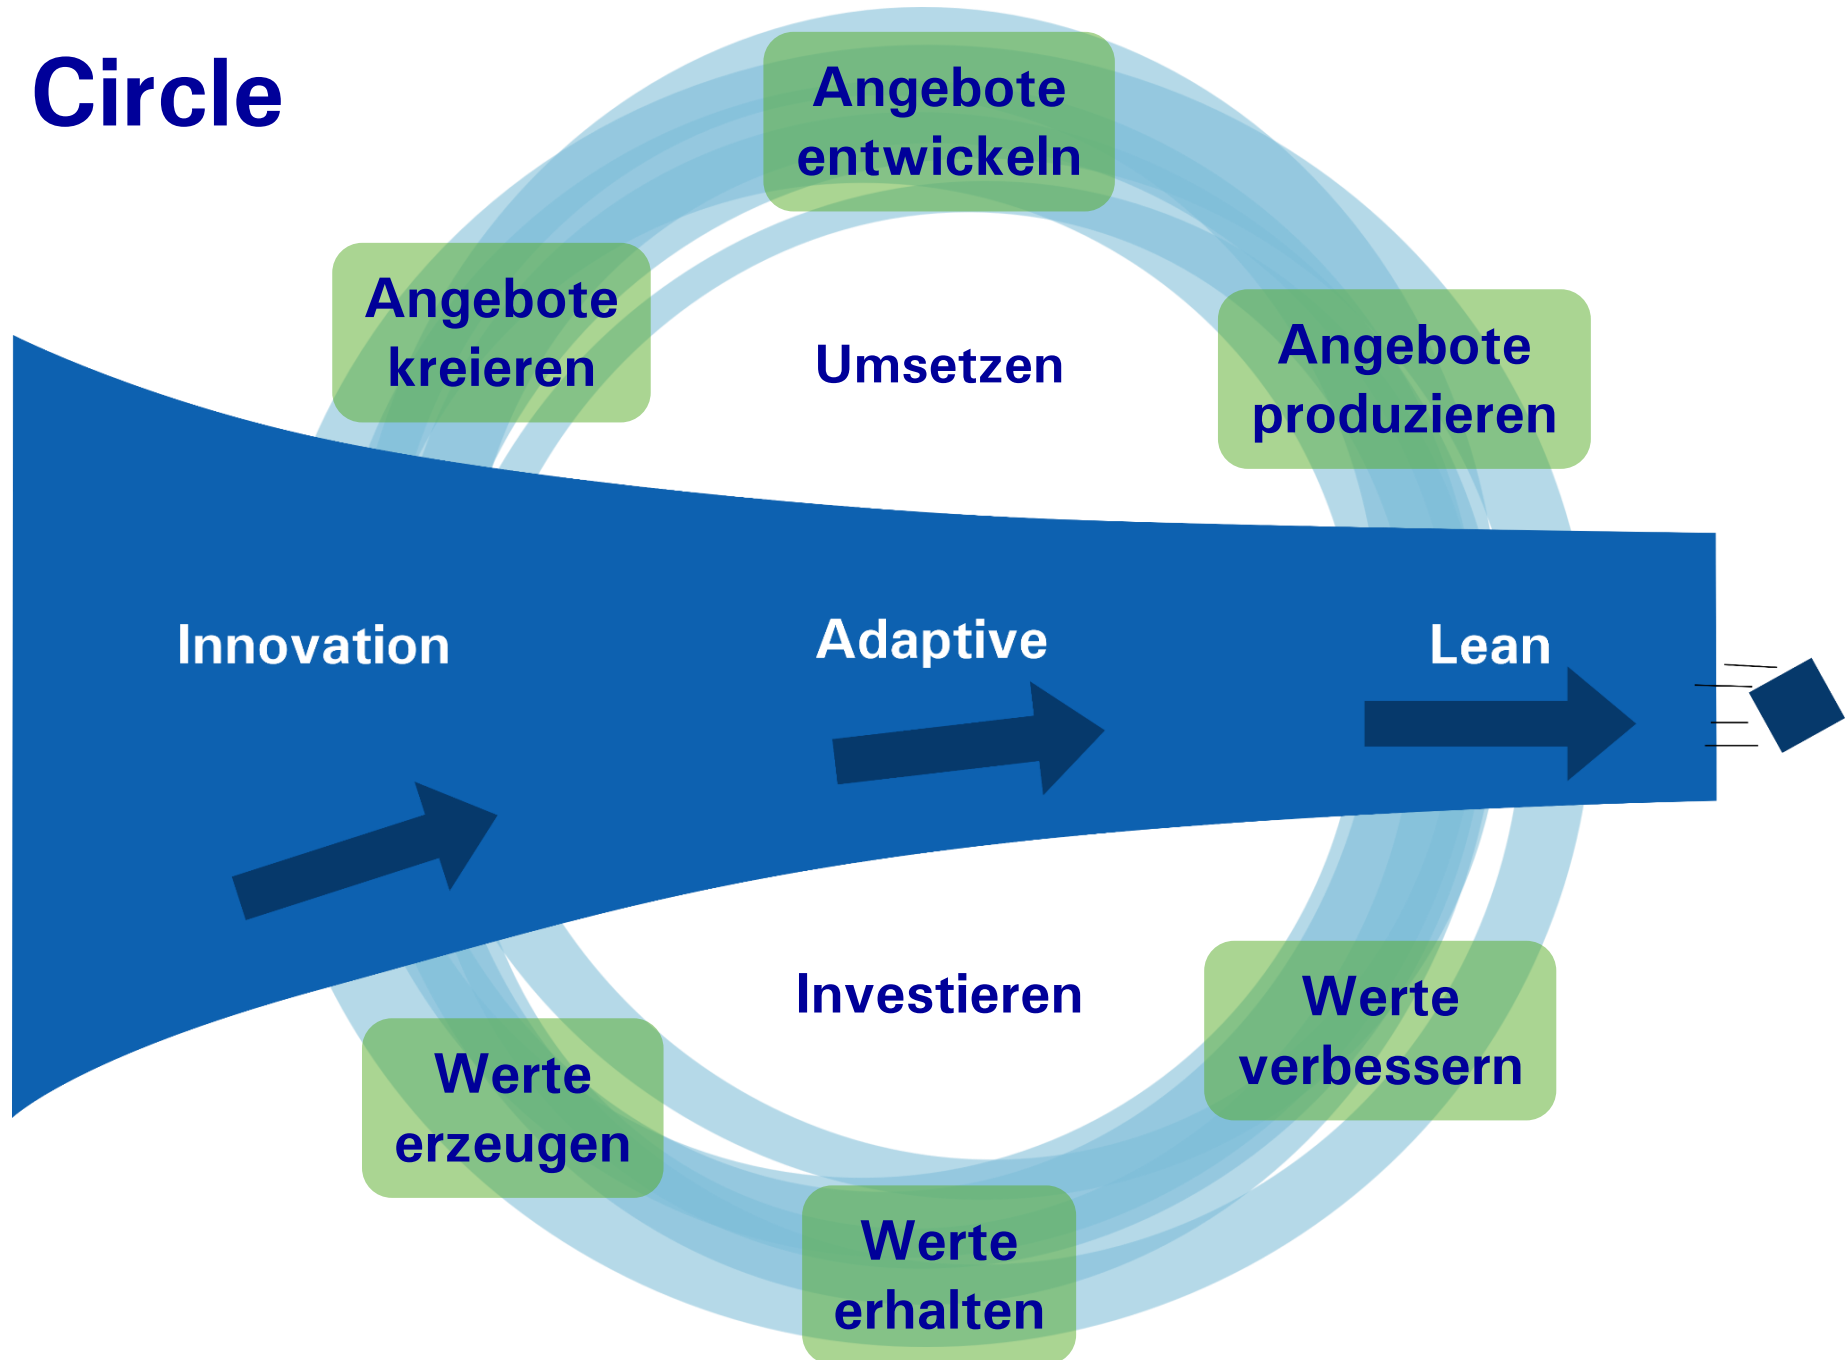 Circle
Angebote
entwickeln
Angebote
kreieren
Umsetzen
Angebote
produzieren
Innovation
Adaptive
Lean
Investieren
Werte
verbessern
Werte
erzeugen
Werte
erhalten